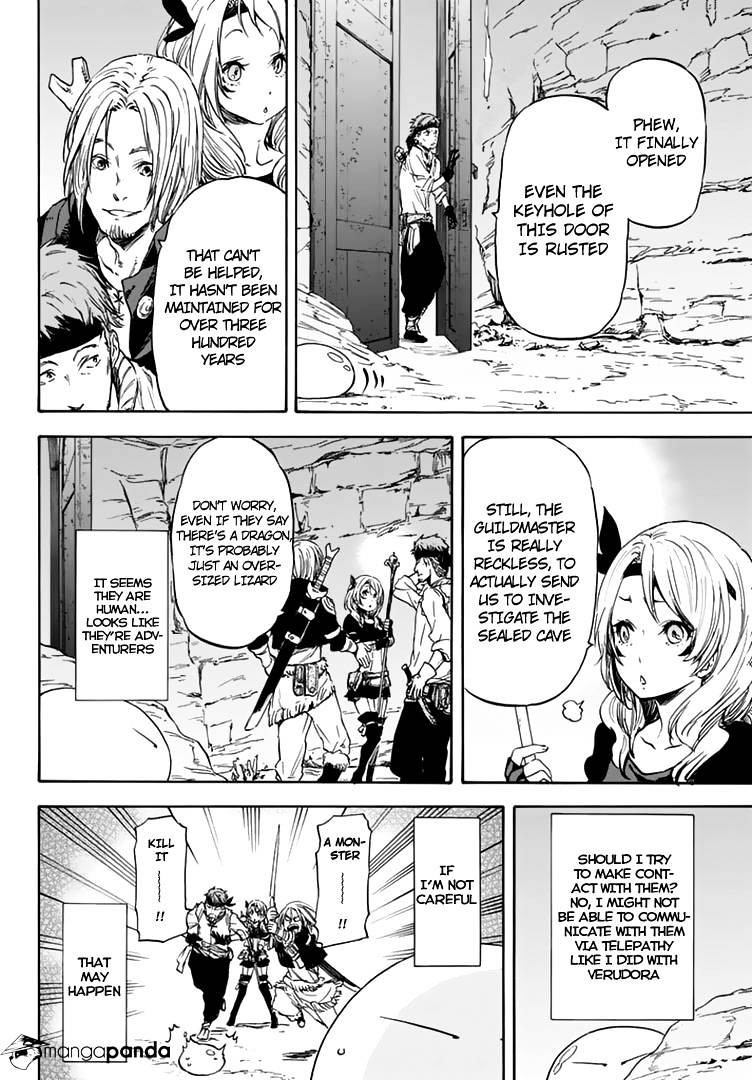 PHEW,
IT FINALLY
OPENED
EVEN THE
KEYHOLE OF
THIS DOOR
IS RUSTED
THAT CAN'T
BE HELPED,
IT HASN'T BEEN
MAINTAINED FOR
OVER THREE
HUNDRED
YEARS
STILL, THE
GUILDMASTER
IS REALLY
RECKLESS, TO
ACTUALLY SEND
US TO INVE-
STIGATE THE
SEALED CAVE
DON'T WORRY,
EVEN IF THEY SAY
THERE'S A DRAGON,
IT'S PROBABLY
JUST AN OVER-
SIZED LIZARD
IT SEEMS
THEY ARE
HUMAN...
LOOKS LIKE
THEY'RE ADV-
ENTURERS
SHOULD I TRY
TO MAKE CONT-
ACT WITH THEM?
NO, I MIGHT NOT
BE ABLE TO COMMU-
NICATE WITH THEM
VIA TELEPATHY
LIKE I DID WITH
VERUDORA
IF
I'M NOT
CAREFUL
A MON-
STER
~~~~!!
KILL
IT
~~~~!!
THAT
MAY
HAPPEN
mangapanda